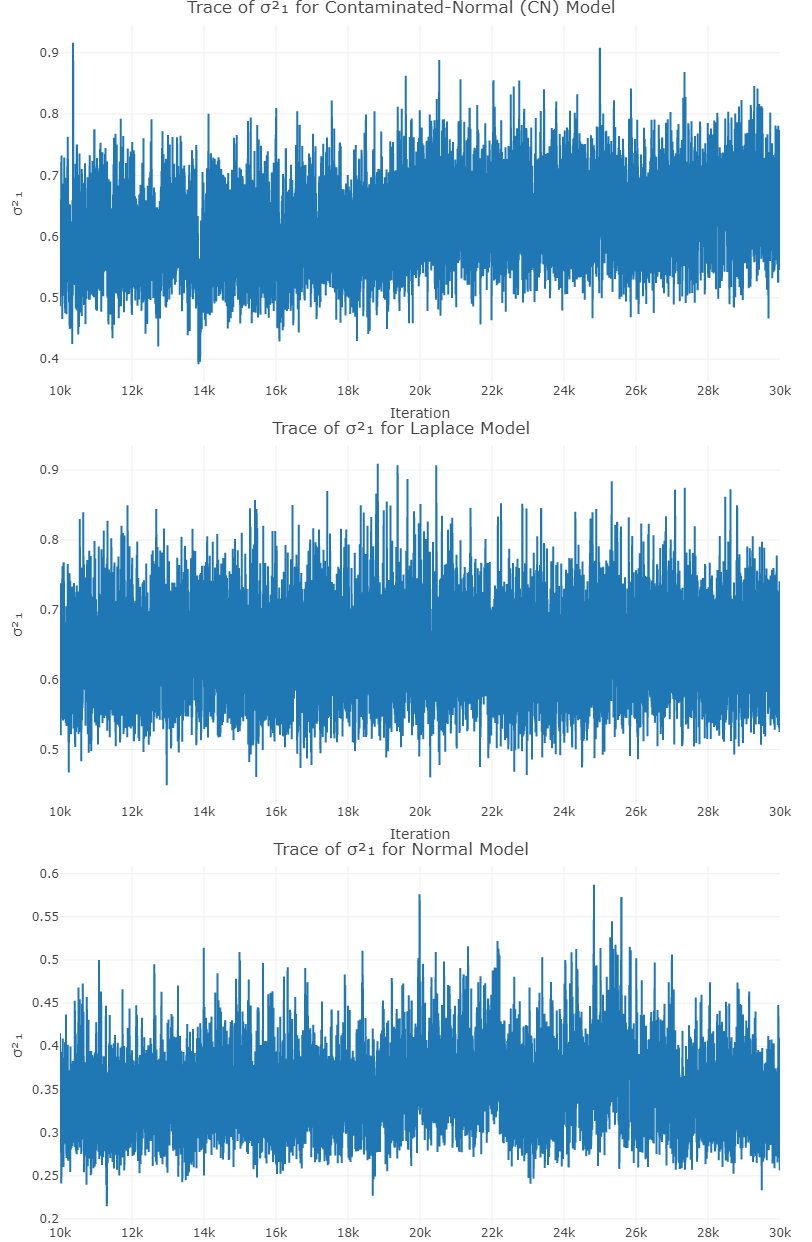 Trace of σ²₁ for Contaminated-Normal (CN) Model
0.9
0.8
0.7
0.6
0.5
0.4
σ²₁
10k 12k 14k 16k 18k 20k 22k 24k 26k 28k 30k
Iteration
Trace of σ²₁ for Laplace Model
0.9
0.8
0.7
0.6
0.5
σ²₁
10k 12k 14k 16k 18k 20k 22k 24k 26k 28k 30k
Iteration
Trace of σ²₁ for Normal Model
0.6
0.55
0.5
0.45
0.4
0.35
0.3
0.25
0.2
σ²₁
10k 12k 14k 16k 18k 20k 22k 24k 26k 28k 30k